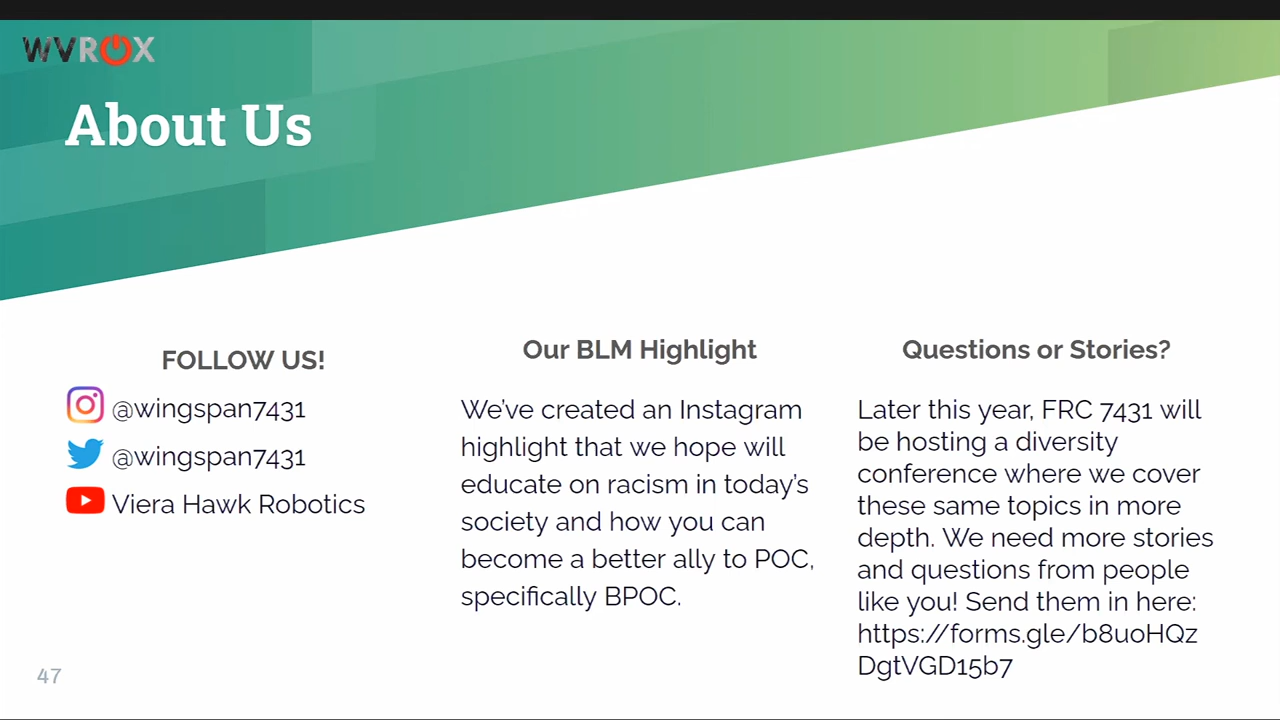 WVROX
About Us
FOLLOW US!
@wingspan7431
@wingspan7431
Viera Hawk Robotics
Our BLM Highlight
We've created an Instagram
highlight that we hope will
educate on racism in today's
society and how you can
become a better ally to POC,
specifically BPOC.
Questions or Stories?
Later this year, FRC 7431 will
be hosting a diversity
conference where we cover
these same topics in more
depth. We need more stories
and questions from people
like you! Send them in here:
https://forms.gle/b8uoHQz
DgtVGD15b7
47